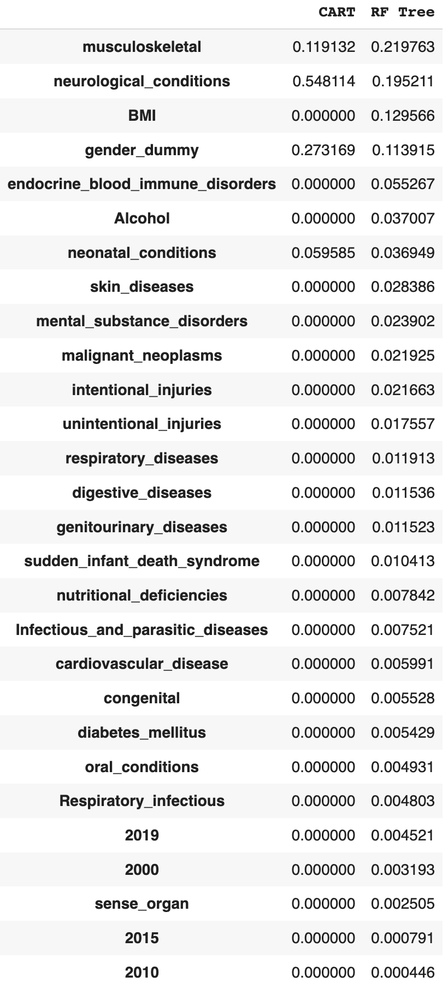 CART RF Tree
musculoskeletal 0.119132 0.219763
neurological_conditions 0.548114 0.195211
BMI 0.000000 0.129566
gender_dummy 0.273169 0.113915
endocrine_blood_immune_disorders 0.000000 0.055267
Alcohol 0.000000 0.037007
neonatal_conditions 0.059585 0.036949
skin_diseases 0.000000 0.028386
mental_substance_disorders 0.000000 0.023902
malignant_neoplasms 0.000000 0.021925
intentional_injuries 0.000000 0.021663
unintentional_injuries 0.000000 0.017557
respiratory_diseases 0.000000 0.011913
digestive_diseases 0.000000 0.011536
genitourinary_diseases 0.000000 0.011523
sudden_infant_death_syndrome 0.000000 0.010413
nutritional_deficiencies 0.000000 0.007842
Infectious_and_parasitic_diseases 0.000000 0.007521
cardiovascular_disease 0.000000 0.005991
congenital 0.000000 0.005528
diabetes_mellitus 0.000000 0.005429
oral_conditions 0.000000 0.004931
Respiratory_infectious 0.000000 0.004803
2019 0.000000 0.004521
2000 0.000000 0.003193
sense_organ 0.000000 0.002505
2015 0.000000 0.000791
2010 0.000000 0.000446